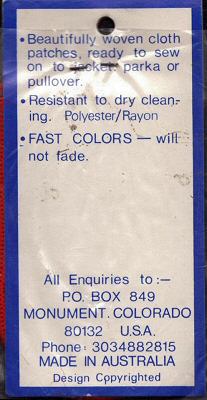 • Beautifully woven cloth
patches, ready to sew
on to jacket, parka or
pullover.
• Resistant to dry clean-
ing. Polyester/Rayon
• FAST COLORS — will
not fade.
All Enquiries to:—
P.O. BOX 849
MONUMENT. COLORADO
80132 U.S.A.
Phone: 3034882815
MADE IN AUSTRALIA
Design Copyrighted